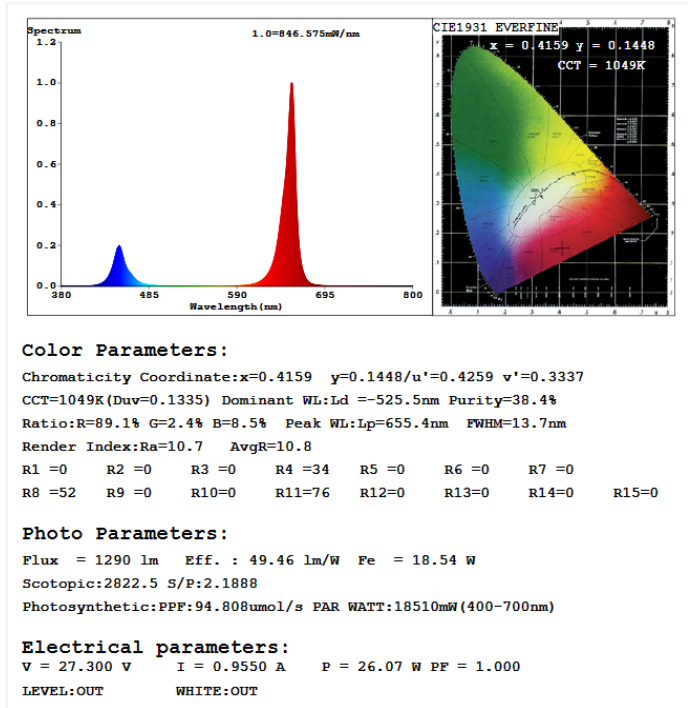 Spectrum
1.0=846.575mW/nm
1.2
1.0
0.8
0.6
0.4
0.2
0.0
380 485 590 695 800
Wavelength(nm)
CIE1931 EVERFINE
x = 0.4159 y = 0.1448
CCT = 1049K
Color Parameters:
Chromaticity Coordinate:x=0.4159 y=0.1448/u'=0.4259 v'=0.3337
CCT=1049K(Duv=0.1335) Dominant WL:Ld =-525.5nm Purity=38.4%
Ratio:R=89.1% G=2.4% B=8.5% Peak WL:Lp=655.4nm FWHM=13.7nm
Render Index:Ra=10.7 AvgR=10.8
R1 =0 R2 =0 R3 =0 R4 =34 R5 =0 R6 =0 R7 =0
R8 =52 R9 =0 R10=0 R11=76 R12=0 R13=0 R14=0 R15=0
Photo Parameters:
Flux = 1290 lm Eff. : 49.46 lm/W Fe = 18.54 W
Scotopic:2822.5 S/P:2.1888
Photosynthetic:PPF:94.808umol/s PAR WATT:18510mW(400-700nm)
Electrical parameters:
V = 27.300 V I = 0.9550 A P = 26.07 W PF = 1.000
LEVEL:OUT WHITE:OUT